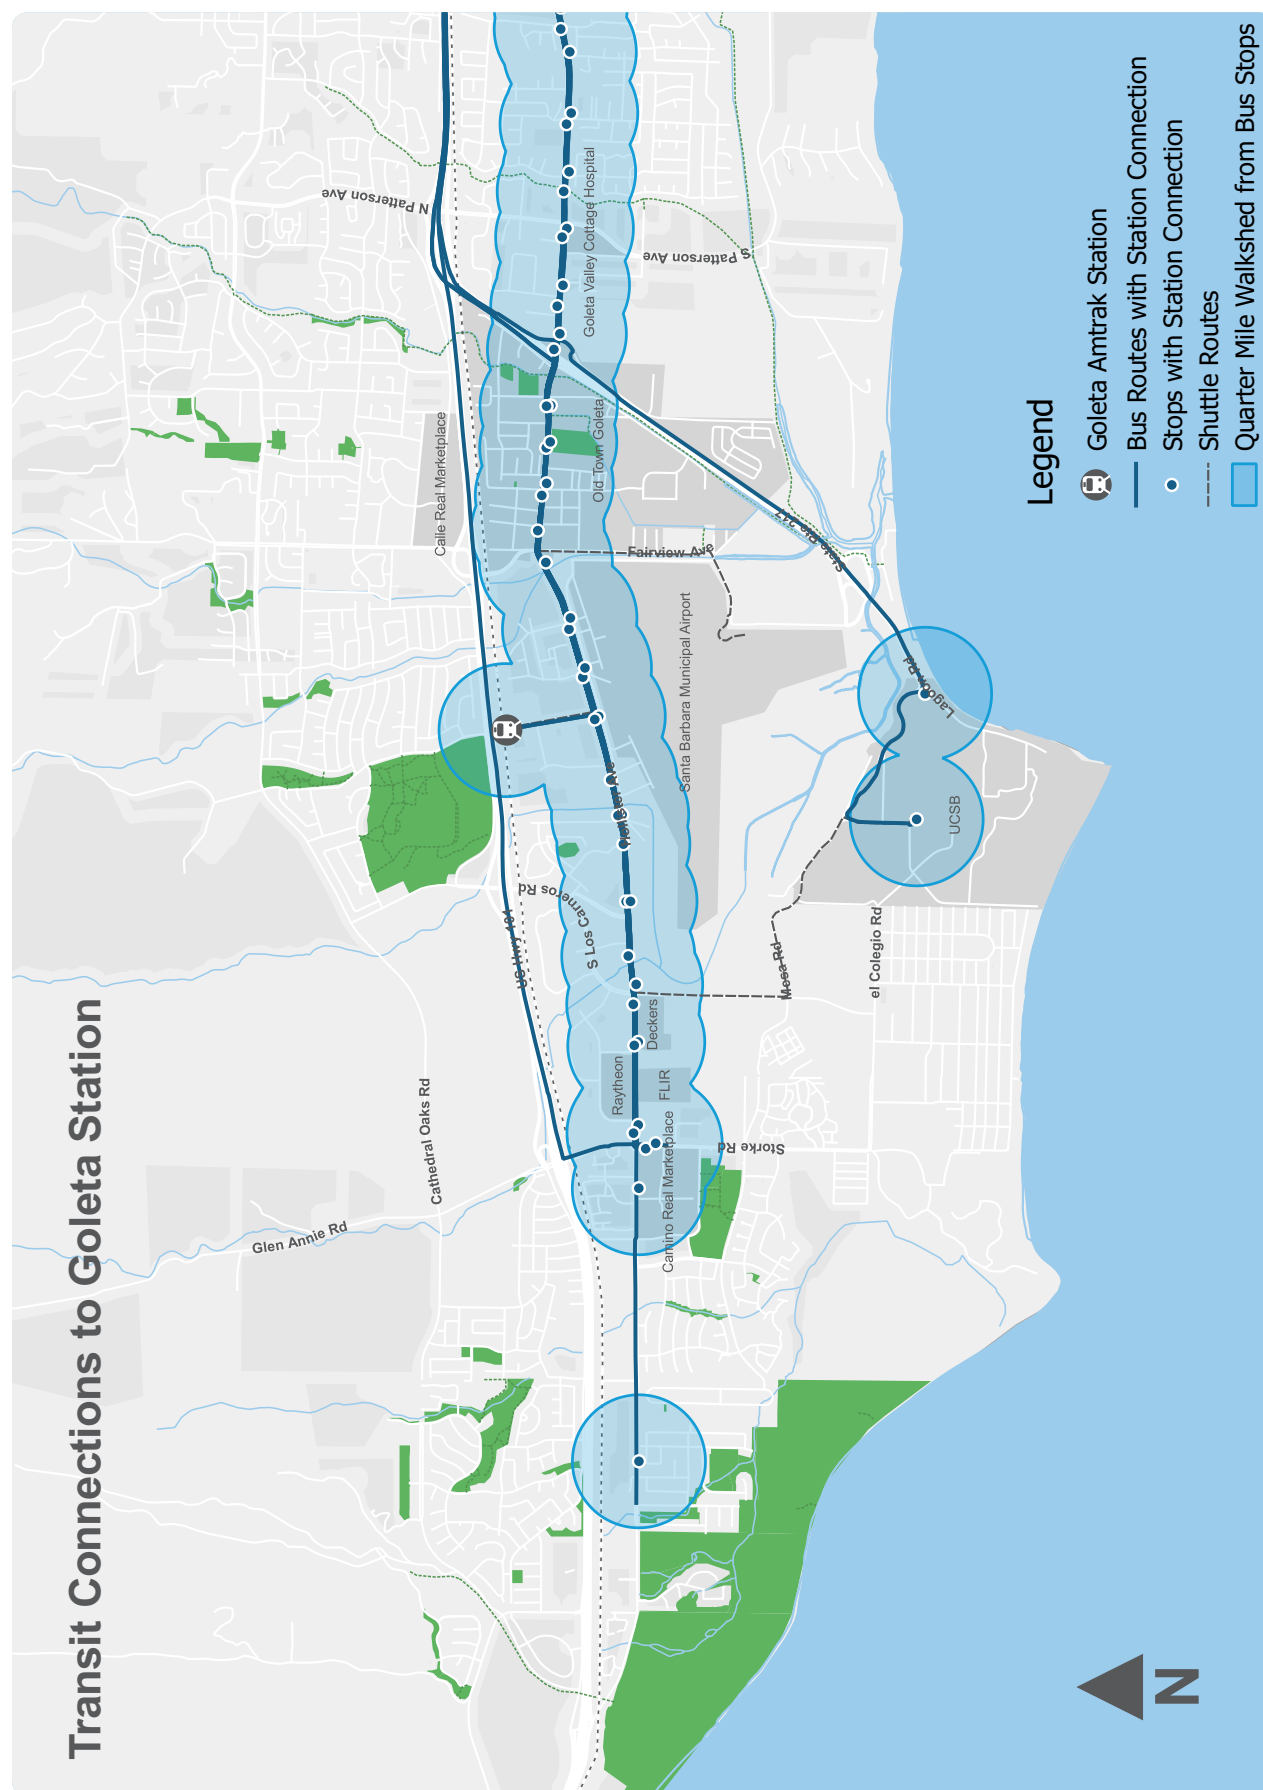 Transit Connections to Goleta Station
Glen Annie Rd
Cathedral Oaks Rd
US Hwy 101
S Los Carneros Rd
Hollister Ave
Calle Real Marketplace
N Patterson Ave
Goleta Valley Cottage Hospital
S Patterson Ave
Old Town Goleta
Fairview Ave
State Rte 217
Santa Barbara Municipal Airport
Lagoon Rd
UCSB
Mesa Rd
el Colegio Rd
Storke Rd
Raytheon
Deckers
FLIR
Camino Real Marketplace
Legend
Goleta Amtrak Station
Bus Routes with Station Connection
Stops with Station Connection
Shuttle Routes
Quarter Mile Walkshed from Bus Stops
N